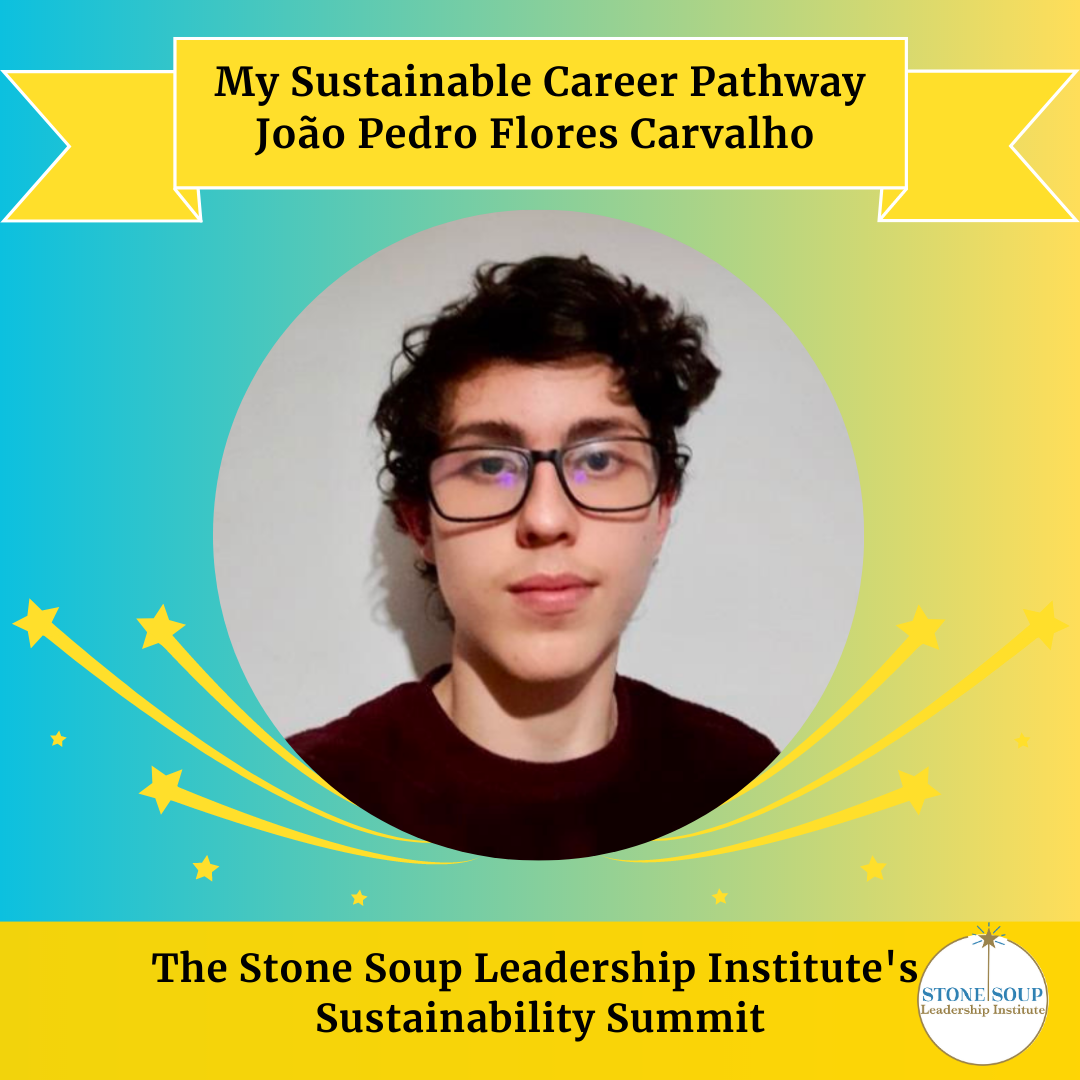 My Sustainable Career Pathway
João Pedro Flores Carvalho
The Stone Soup Leadership Institute's
Sustainability Summit
STONE SOUP
Leadership Institute